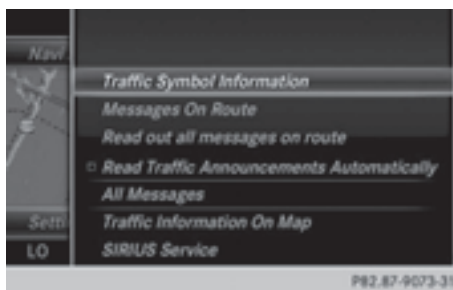 Navi
Traffic Symbol Information
Messages On Route
Read out all messages on route
Read Traffic Announcements Automatically
All Messages
Traffic Information On Map
Setti
LO
SIRIUS Service
P82.87-9073-31